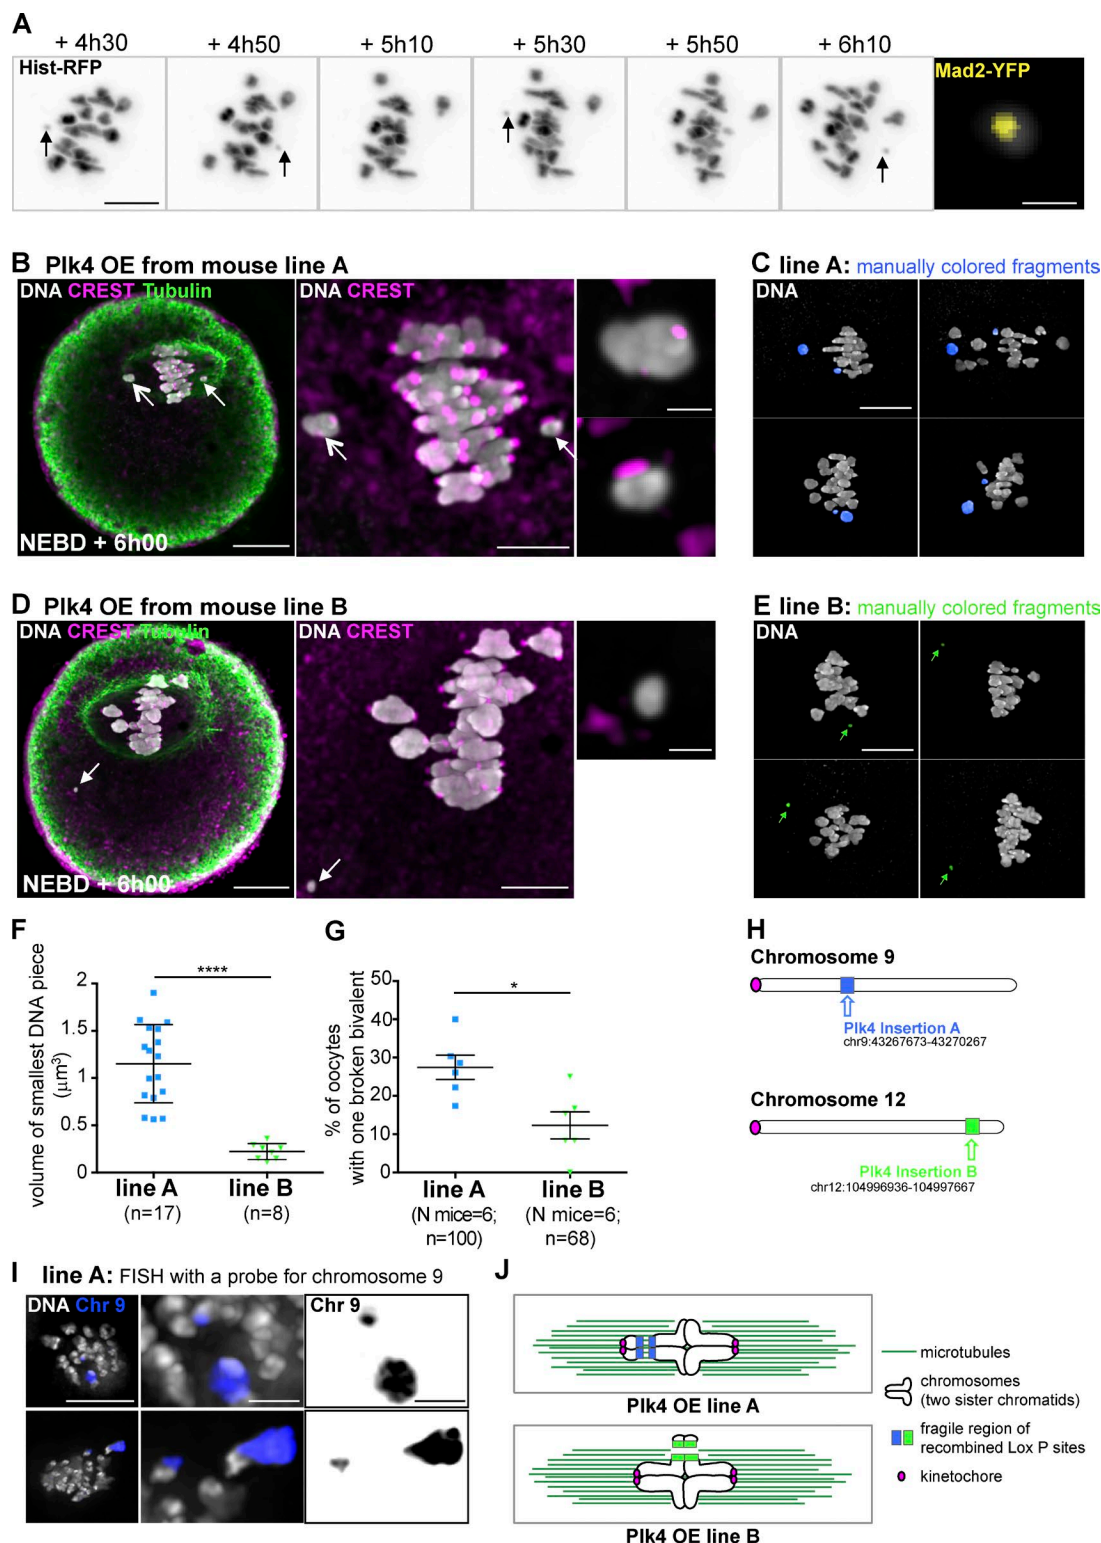 A
+ 4h30
+ 4h50
+ 5h10
+ 5h30
+ 5h50
+ 6h10
Hist-RFP
Mad2-YFP
B Plk4 OE from mouse line A
DNA CREST Tubulin
DNA CREST
NEBD + 6h00
C line A: manually colored fragments
DNA
D Plk4 OE from mouse line B
DNA CREST Tubulin
DNA CREST
NEBD + 6h00
E line B: manually colored fragments
DNA
F
volume of smallest DNA piece
(µm³)
2
1.5
1
0.5
0
****
line A
(n=17)
line B
(n=8)
G
% of oocytes
with one broken bivalent
50
40
30
20
10
0
*
line A
(N mice=6;
n=100)
line B
(N mice=6;
n=68)
H
Chromosome 9
Plk4 Insertion A
chr9:43267673-43270267
Chromosome 12
Plk4 Insertion B
chr12:104996936-104997667
I line A: FISH with a probe for chromosome 9
DNA Chr 9
Chr 9
J
Plk4 OE line A
Plk4 OE line B
microtubules
chromosomes
(two sister chromatids)
fragile region of
recombined Lox P sites
kinetochore